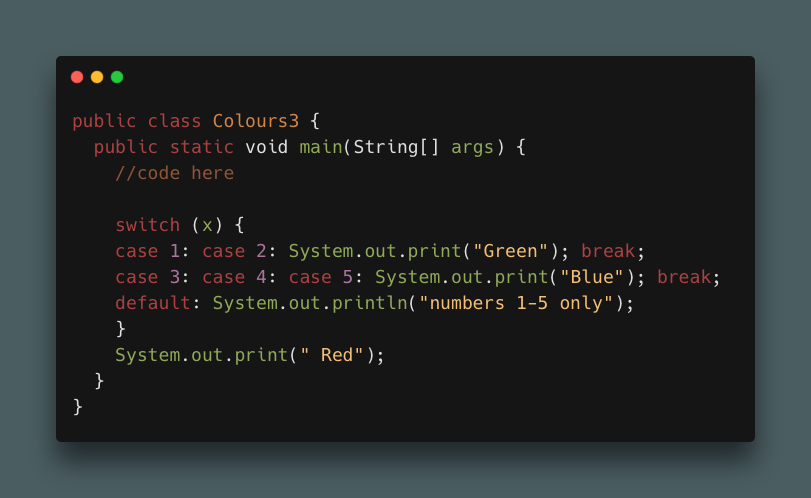 public class Colours3 {
public static void main(String[] args) {
//code here
switch (x) {
case 1: case 2: System.out.print("Green"); break;
case 3: case 4: case 5: System.out.print("Blue"); break;
default: System.out.println("numbers 1-5 only");
}
System.out.print(" Red");
}
}